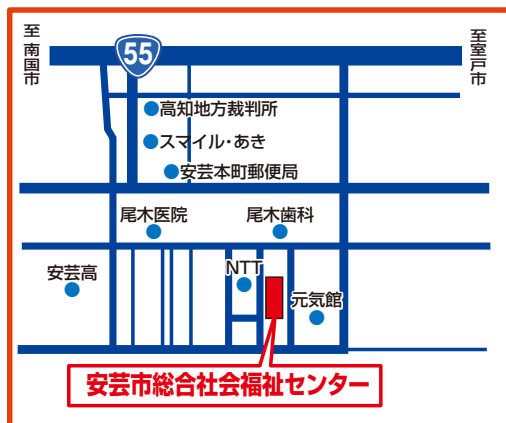 至南国市
55
至室戸市
高知地方裁判所
スマイル・あき
安芸本町郵便局
尾木医院
尾木歯科
安芸高
NTT
元気館
安芸市総合社会福祉センター